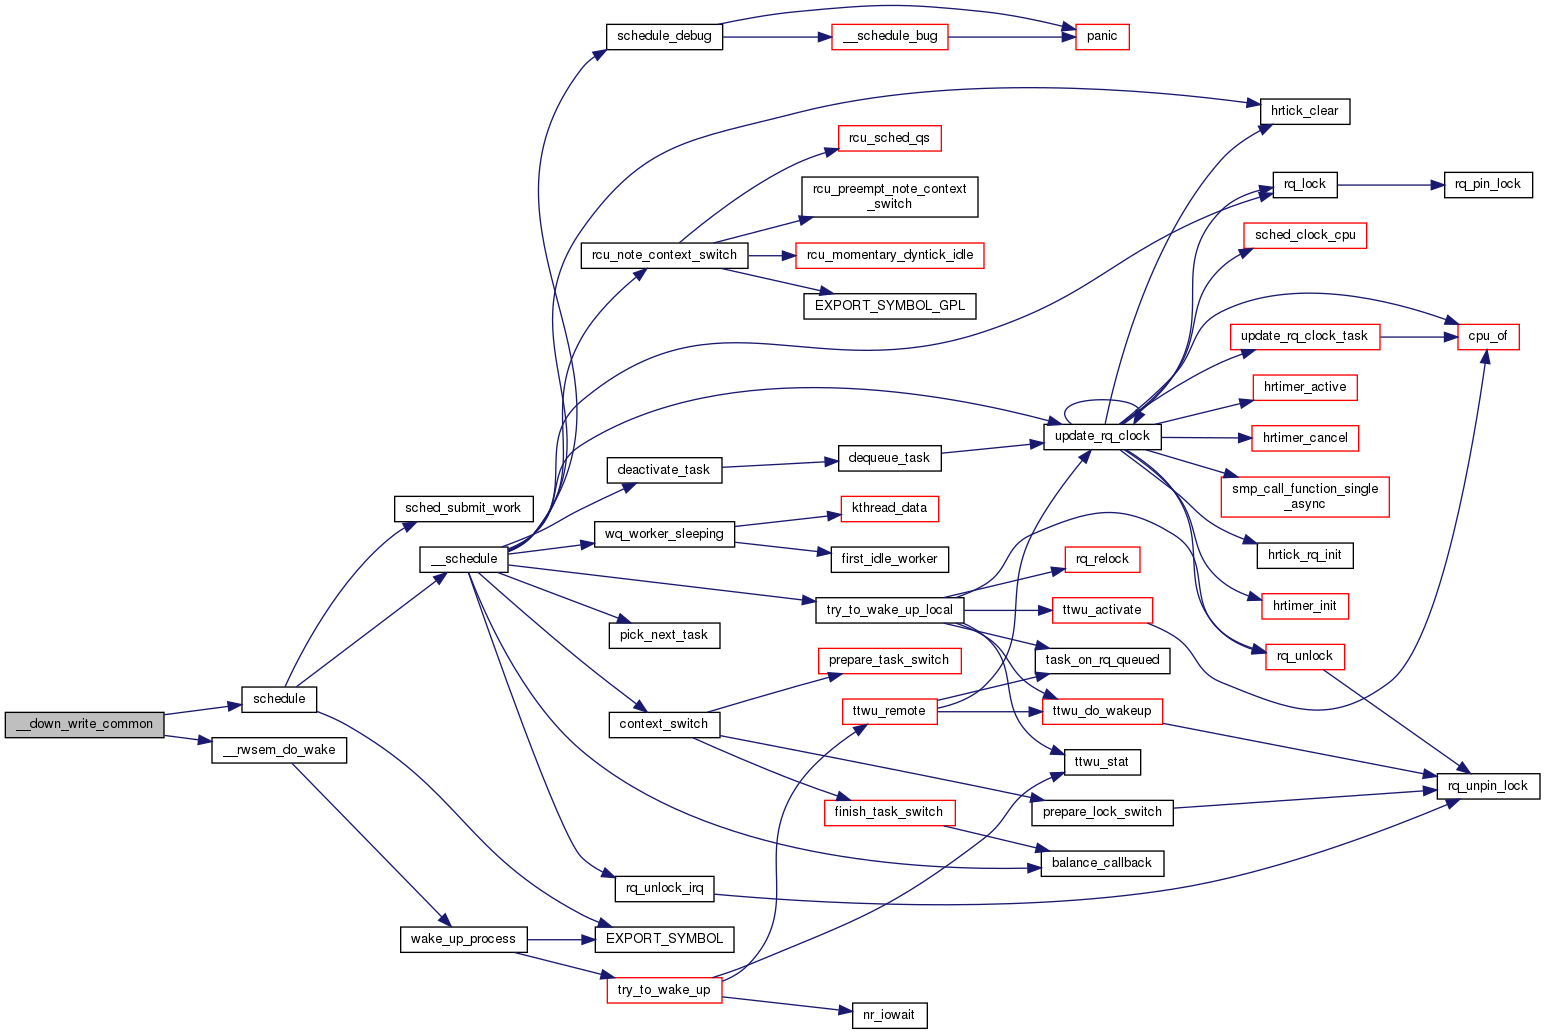 schedule_debug
__schedule_bug
panic
hrtick_clear
rcu_sched_qs
rcu_preempt_note_context
_switch
rq_lock
rq_pin_lock
sched_clock_cpu
rcu_note_context_switch
rcu_momentary_dyntick_idle
EXPORT_SYMBOL_GPL
update_rq_clock_task
cpu_of
hrtimer_active
update_rq_clock
hrtimer_cancel
dequeue_task
deactivate_task
smp_call_function_single
_async
sched_submit_work
kthread_data
wq_worker_sleeping
first_idle_worker
hrtick_rq_init
__schedule
rq_relock
try_to_wake_up_local
ttwu_activate
hrtimer_init
pick_next_task
prepare_task_switch
task_on_rq_queued
rq_unlock
schedule
__down_write_common
context_switch
ttwu_remote
ttwu_do_wakeup
__rwsem_do_wake
ttwu_stat
rq_unpin_lock
finish_task_switch
prepare_lock_switch
balance_callback
rq_unlock_irq
wake_up_process
EXPORT_SYMBOL
try_to_wake_up
nr_iowait